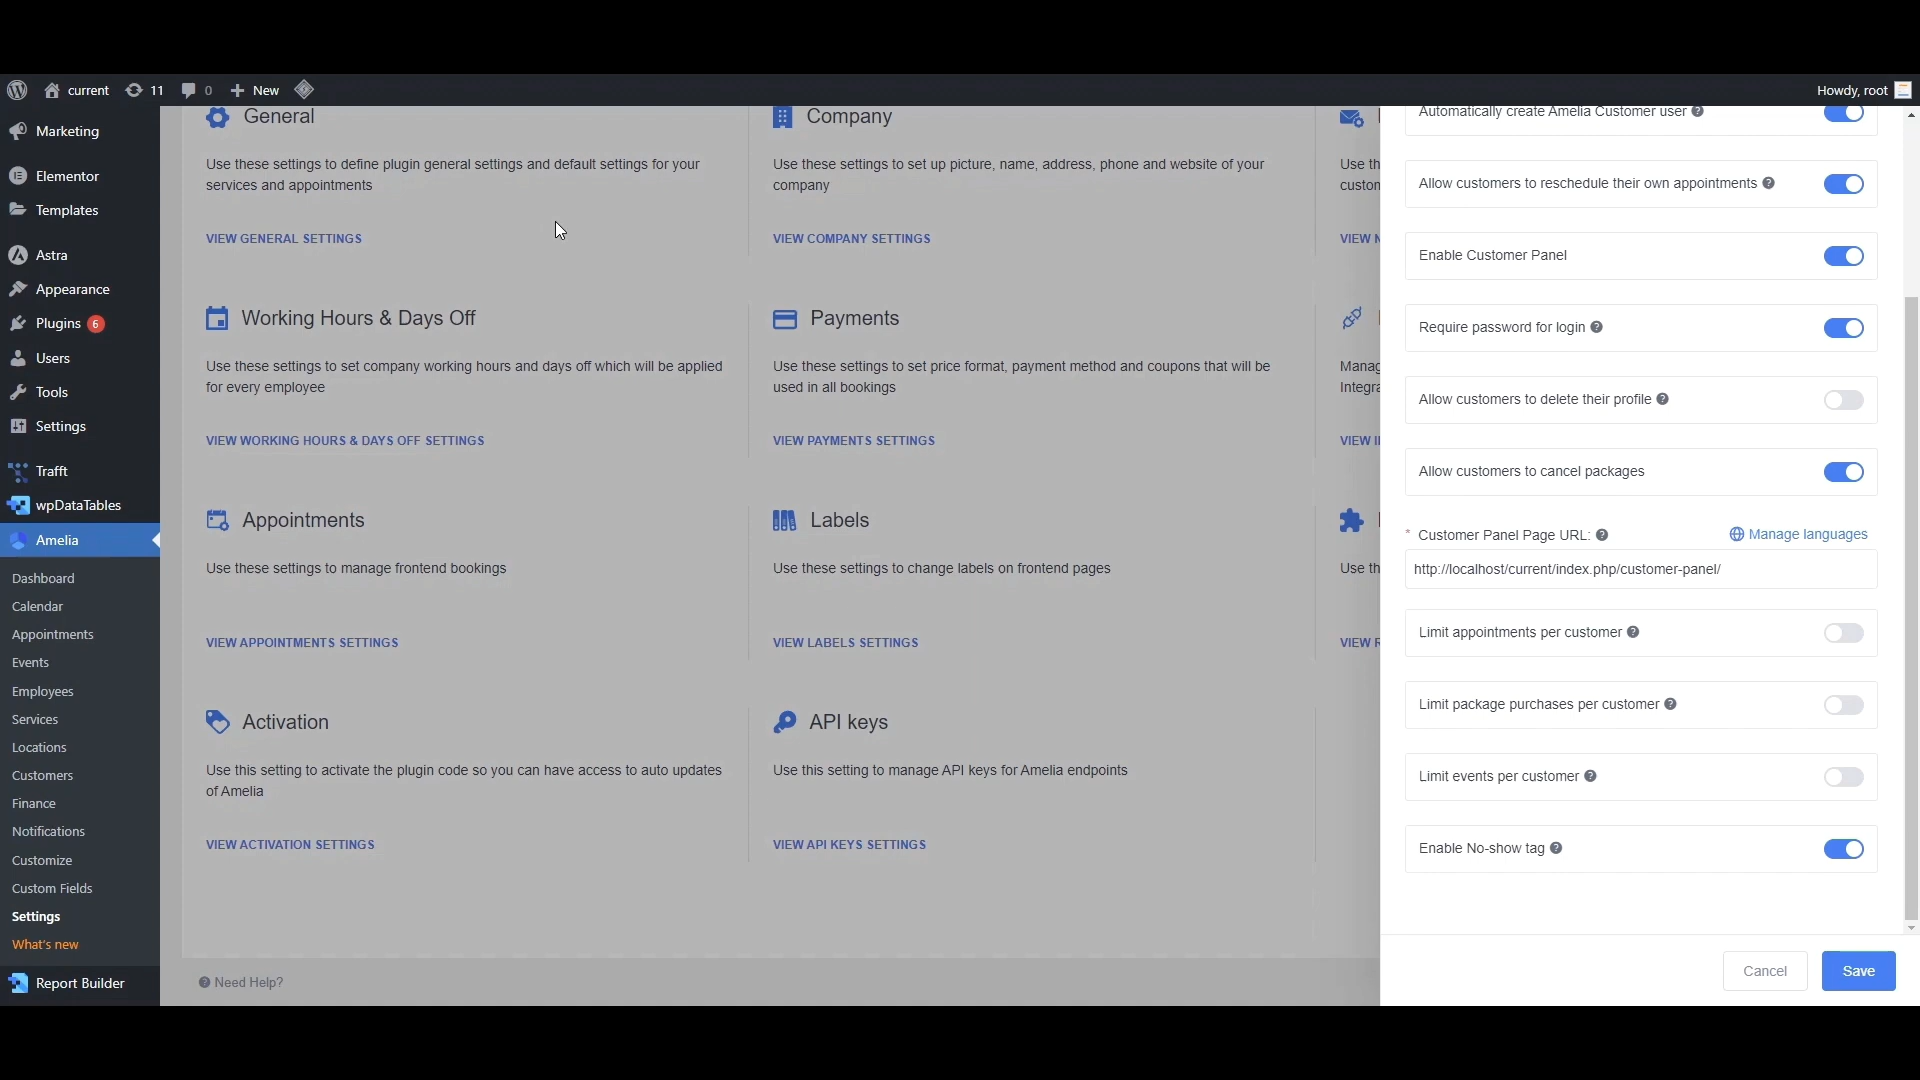 current 11 0 New Howdy, root
Marketing
Elementor
Templates
Astra
Appearance
Plugins 6
Users
Tools
Settings
Trafft
wpDataTables
Amelia
Dashboard
Calendar
Appointments
Events
Employees
Services
Locations
Customers
Finance
Notifications
Customize
Custom Fields
Settings
What's new
Report Builder
General
Use these settings to define plugin general settings and default settings for your
services and appointments
VIEW GENERAL SETTINGS
Company
Use these settings to set up picture, name, address, phone and website of your
company
VIEW COMPANY SETTINGS
Use th
custom
VIEW N
Working Hours & Days Off
Use these settings to set company working hours and days off which will be applied
for every employee
VIEW WORKING HOURS & DAYS OFF SETTINGS
Payments
Use these settings to set price format, payment method and coupons that will be
used in all bookings
VIEW PAYMENTS SETTINGS
Manag
Integra
VIEW I
Appointments
Use these settings to manage frontend bookings
VIEW APPOINTMENTS SETTINGS
Labels
Use these settings to change labels on frontend pages
VIEW LABELS SETTINGS
Use th
VIEW R
Activation
Use this setting to activate the plugin code so you can have access to auto updates
of Amelia
VIEW ACTIVATION SETTINGS
API keys
Use this setting to manage API keys for Amelia endpoints
VIEW API KEYS SETTINGS
? Need Help?
Automatically create Amelia Customer user ?
Allow customers to reschedule their own appointments ?
Enable Customer Panel
Require password for login ?
Allow customers to delete their profile ?
Allow customers to cancel packages
* Customer Panel Page URL: ? Manage languages
http://localhost/current/index.php/customer-panel/
Limit appointments per customer ?
Limit package purchases per customer ?
Limit events per customer ?
Enable No-show tag ?
Cancel Save